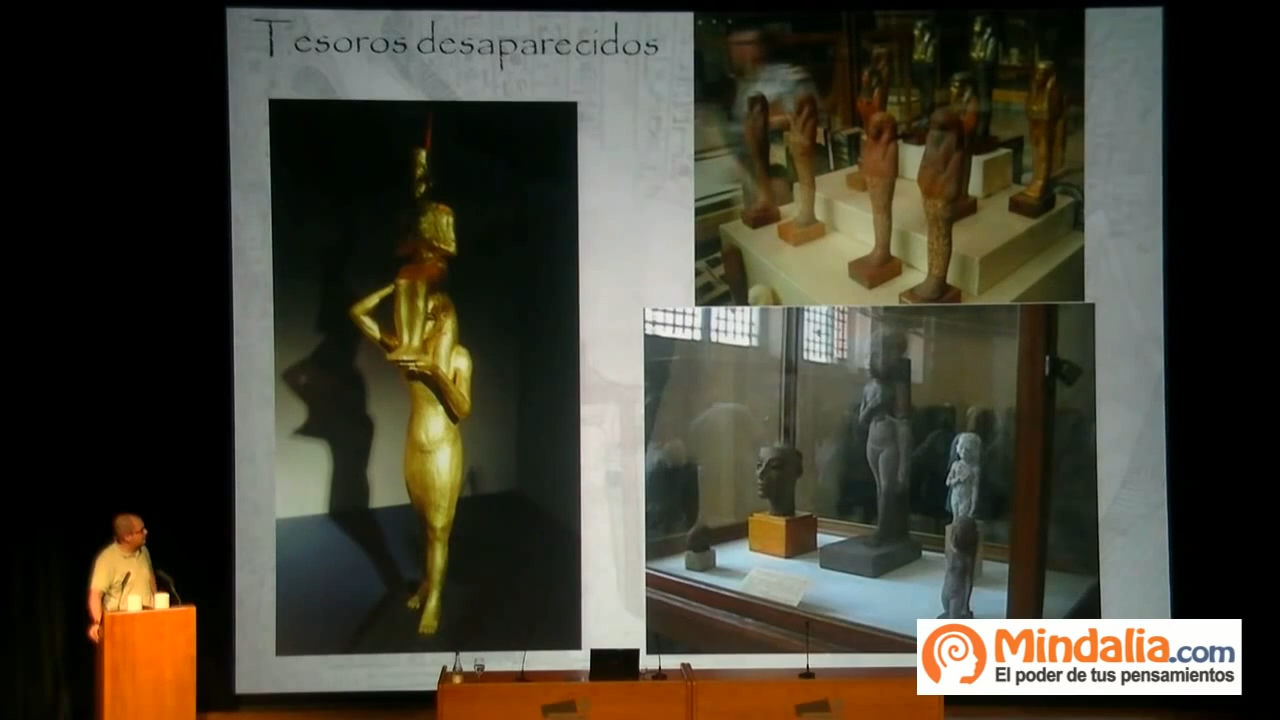 Tesoros desaparecidos
Mindalia.com
El poder de tus pensamientos